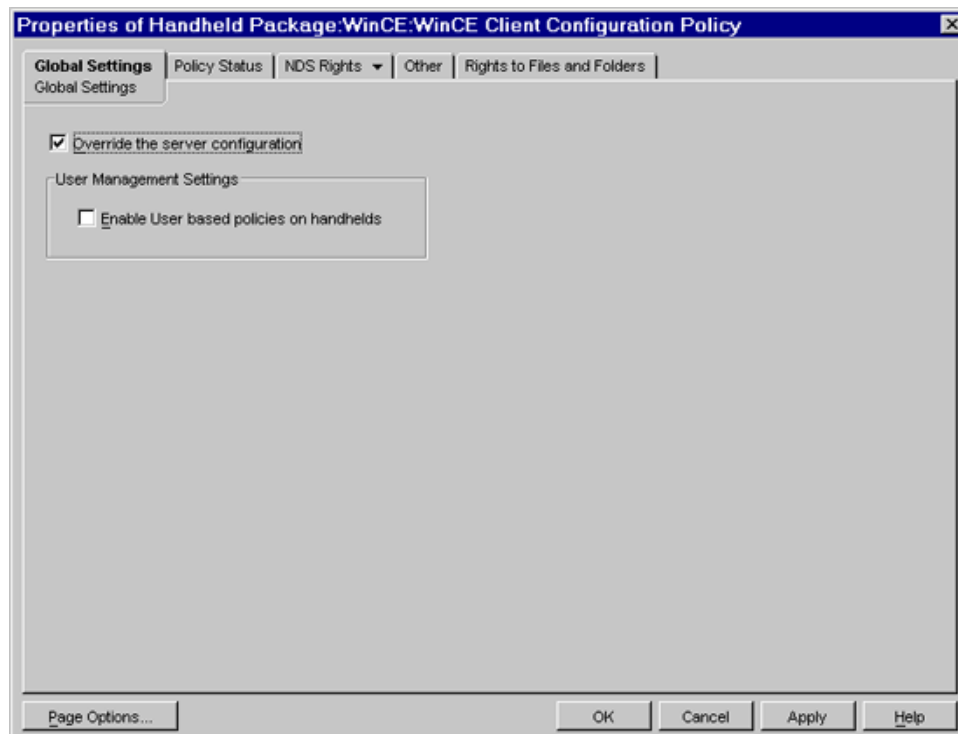 Properties of Handheld Package:WinCE:WinCE Client Configuration Policy
Global Settings Policy Status NDS Rights Other Rights to Files and Folders
Global Settings
Override the server configuration
User Management Settings
Enable User based policies on handhelds
Page Options... OK Cancel Apply Help